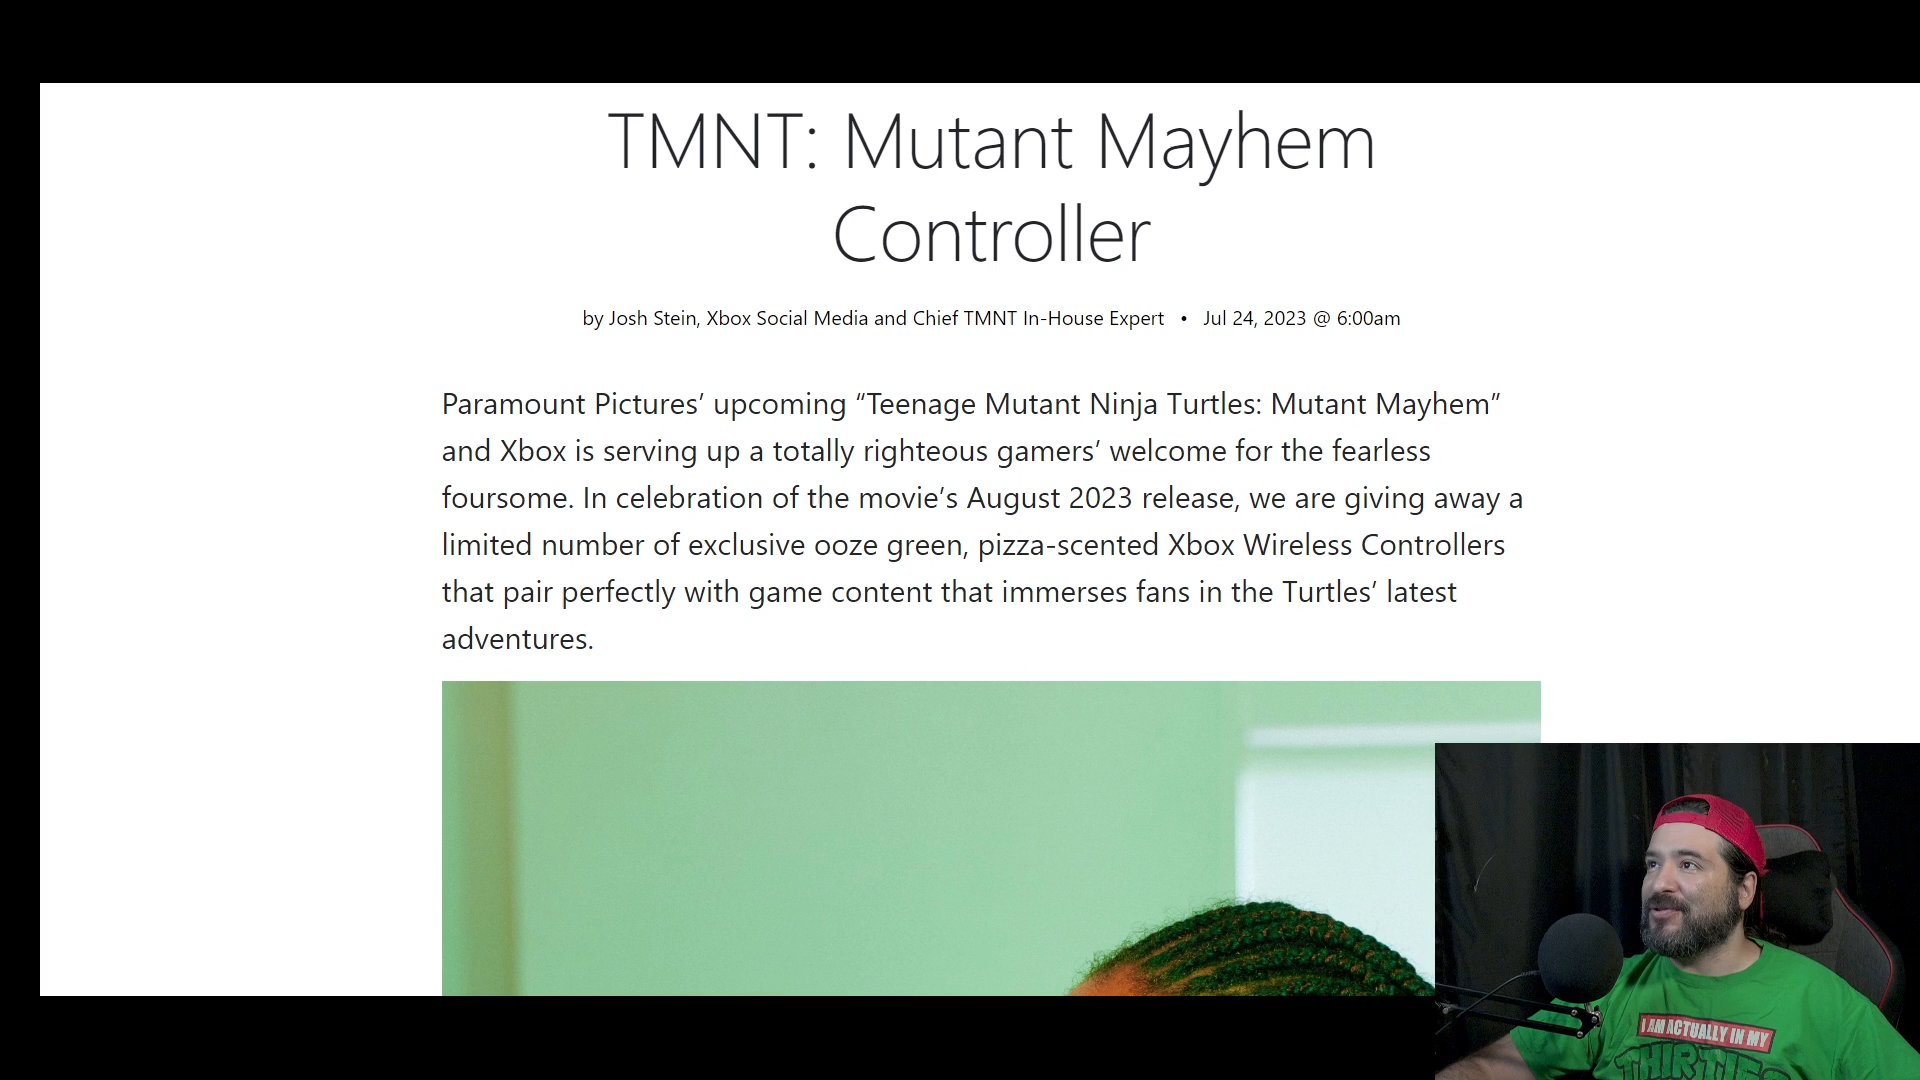 TMNT: Mutant Mayhem
Controller
by Josh Stein, Xbox Social Media and Chief TMNT In-House Expert • Jul 24, 2023 @ 6:00am
Paramount Pictures’ upcoming “Teenage Mutant Ninja Turtles: Mutant Mayhem”
and Xbox is serving up a totally righteous gamers’ welcome for the fearless
foursome. In celebration of the movie’s August 2023 release, we are giving away a
limited number of exclusive ooze green, pizza-scented Xbox Wireless Controllers
that pair perfectly with game content that immerses fans in the Turtles’ latest
adventures.
I AM ACTUALLY IN MY
THIRTIES